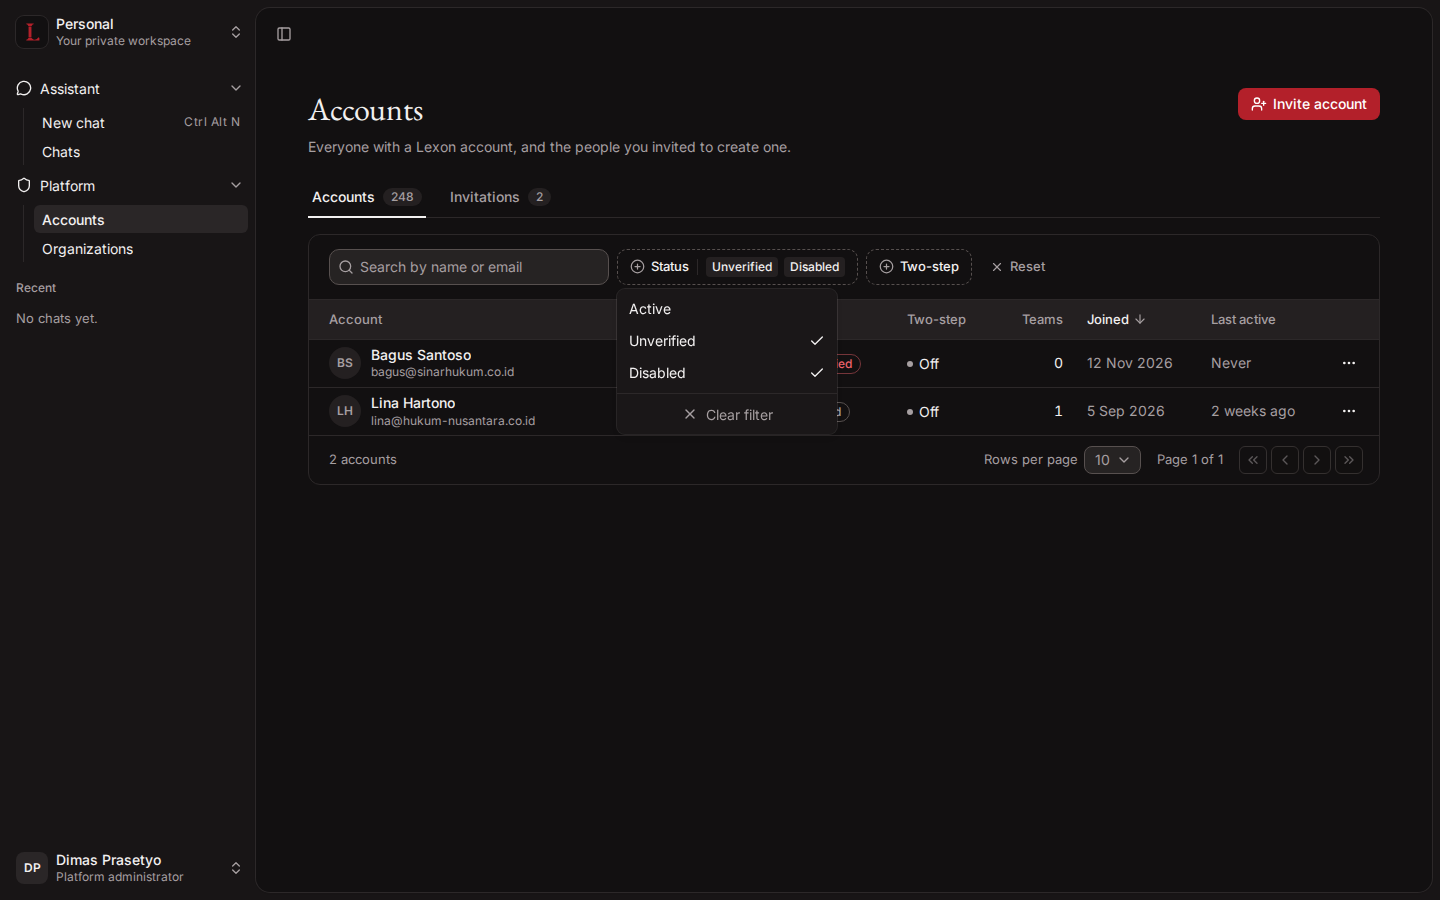 L
Personal
Your private workspace
Assistant
New chat Ctrl Alt N
Chats
Platform
Accounts
Organizations
Recent
No chats yet.
DP
Dimas Prasetyo
Platform administrator
Accounts
Everyone with a Lexon account, and the people you invited to create one.
Invite account
Accounts 248 Invitations 2
Search by name or email Status Unverified Disabled Two-step Reset
Active
Unverified
Disabled
Clear filter
Account Two-step Teams Joined Last active
BS Bagus Santoso
bagus@sinarhukum.co.id
Off 0 12 Nov 2026 Never
LH Lina Hartono
lina@hukum-nusantara.co.id
Off 1 5 Sep 2026 2 weeks ago
2 accounts Rows per page 10 Page 1 of 1